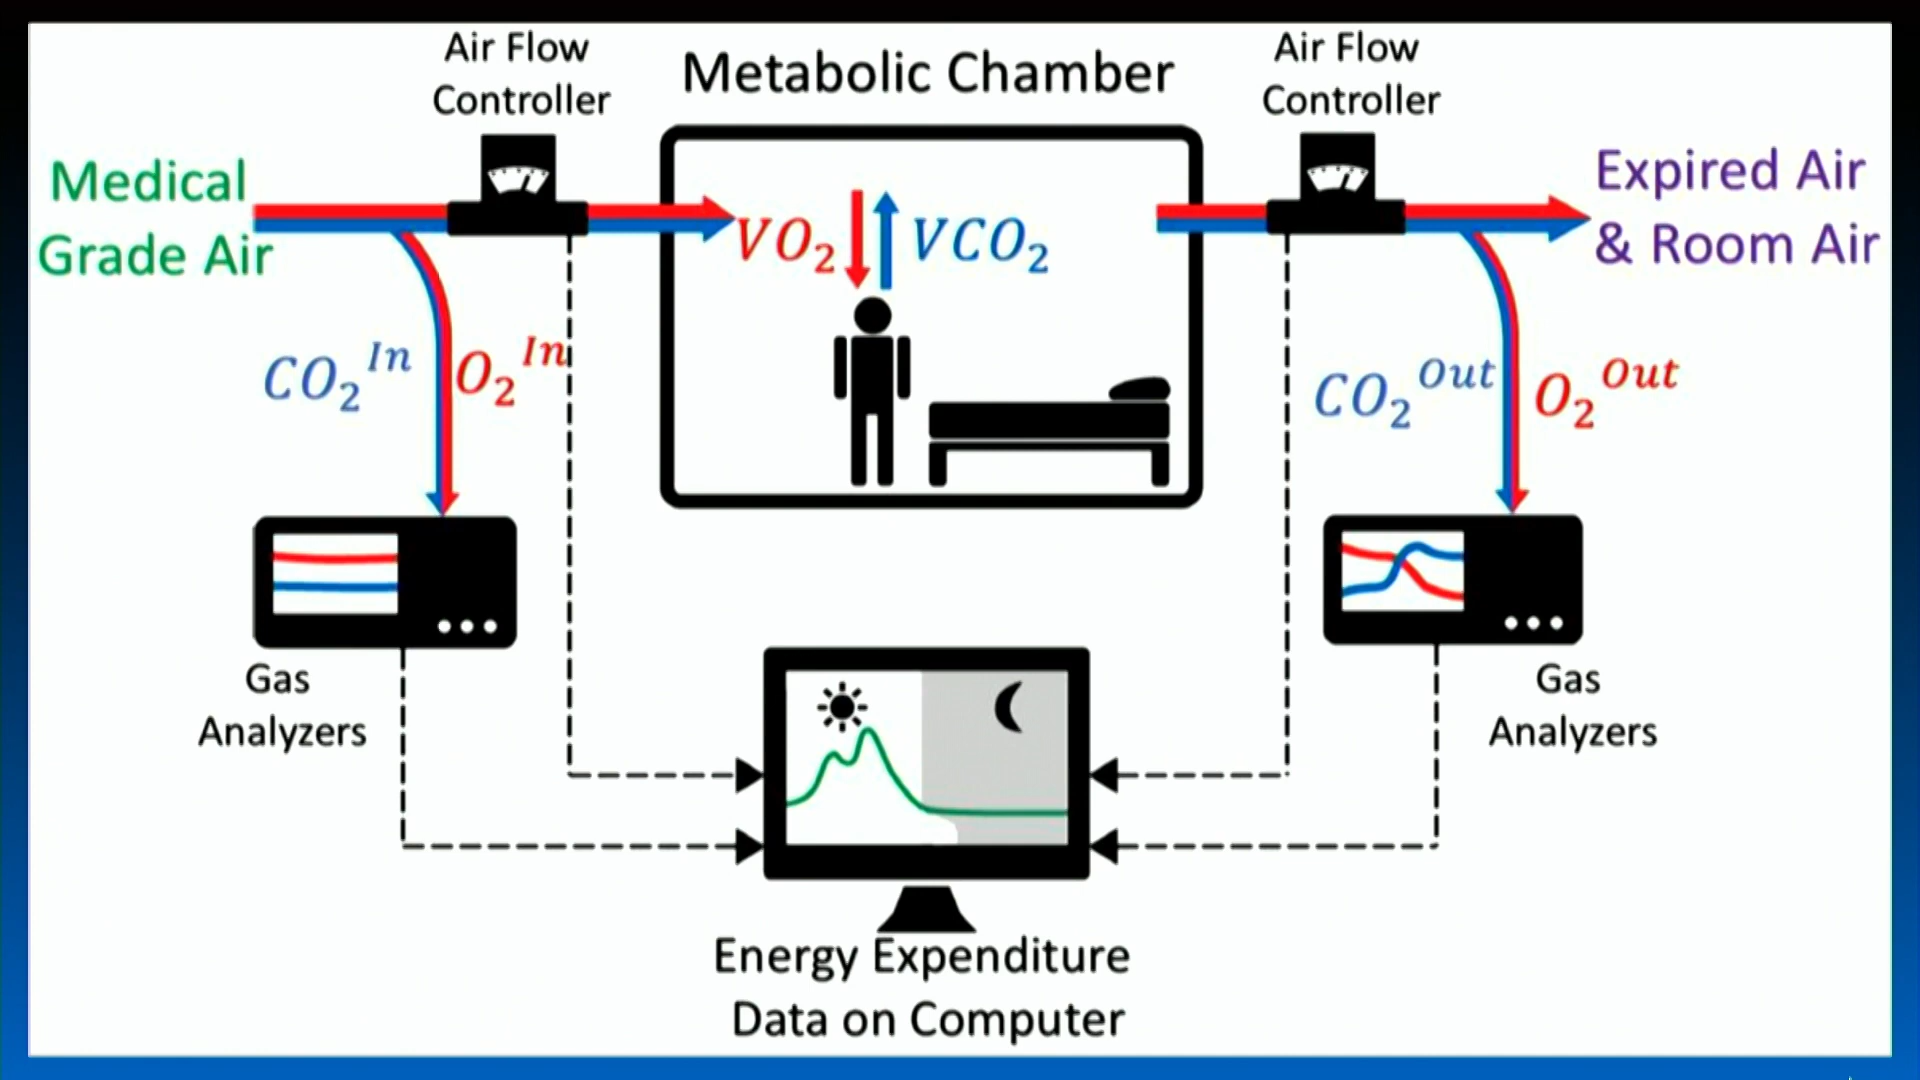 Air Flow
Controller
Metabolic Chamber
Air Flow
Controller
Medical
Grade Air
Expired Air
& Room Air
VO₂
VCO₂
CO₂ᴵⁿ
O₂ᴵⁿ
CO₂ᴼᵘᵗ
O₂ᴼᵘᵗ
Gas
Analyzers
Gas
Analyzers
Energy Expenditure
Data on Computer